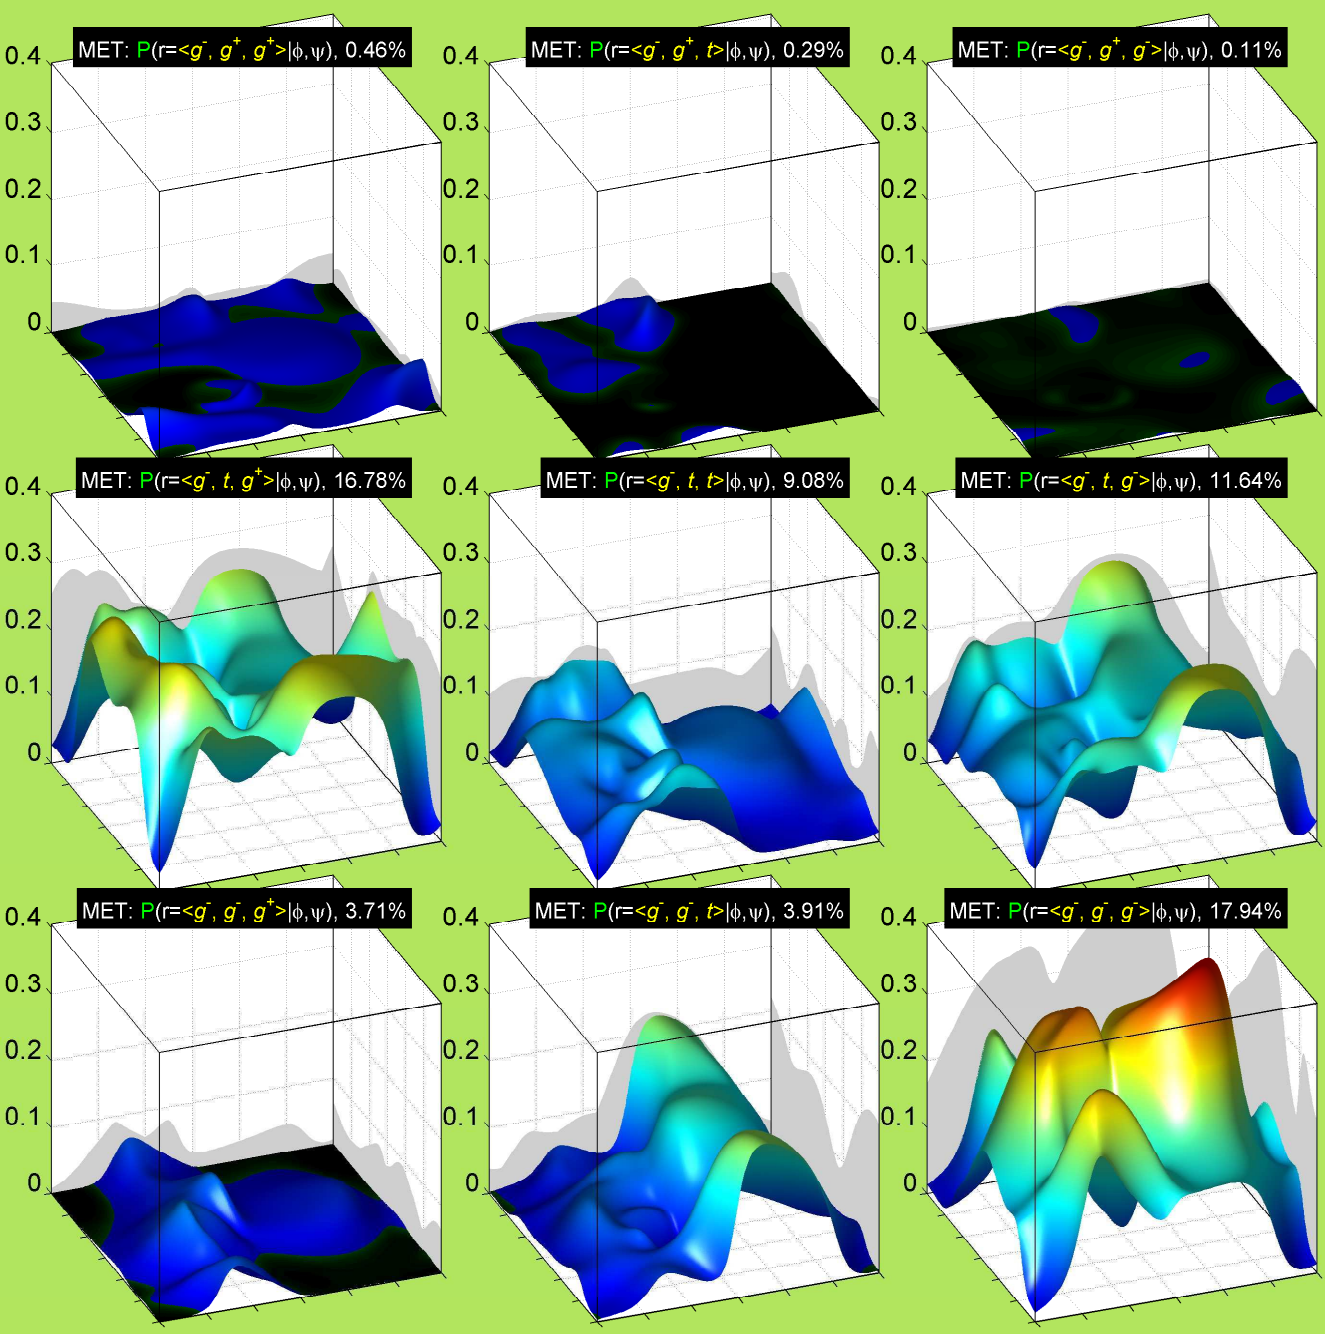 MET: P(r=<g⁻, g⁺, g⁺>|ϕ,ψ), 0.46%
MET: P(r=<g⁻, g⁺, t>|ϕ,ψ), 0.29%
MET: P(r=<g⁻, g⁺, g⁻>|ϕ,ψ), 0.11%
0.4 0.4 0.4
0.3 0.3 0.3
0.2 0.2 0.2
0.1 0.1 0.1
0 0 0
MET: P(r=<g⁻, t, g⁺>|ϕ,ψ), 16.78%
MET: P(r=<g⁻, t, t>|ϕ,ψ), 9.08%
MET: P(r=<g⁻, t, g⁻>|ϕ,ψ), 11.64%
0.4 0.4 0.4
0.3 0.3 0.3
0.2 0.2 0.2
0.1 0.1 0.1
0 0 0
MET: P(r=<g⁻, g⁻, g⁺>|ϕ,ψ), 3.71%
MET: P(r=<g⁻, g⁻, t>|ϕ,ψ), 3.91%
MET: P(r=<g⁻, g⁻, g⁻>|ϕ,ψ), 17.94%
0.4 0.4 0.4
0.3 0.3 0.3
0.2 0.2 0.2
0.1 0.1 0.1
0 0 0